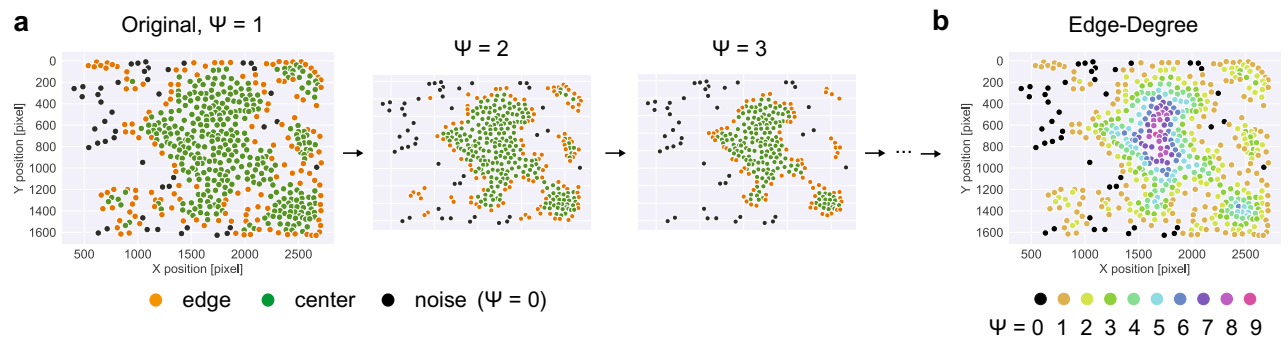 a
Original, Ψ = 1
Ψ = 2
Ψ = 3
b
Edge-Degree
0
200
400
600
800
1000
1200
1400
1600
Y position [pixel]
500 1000 1500 2000 2500
X position [pixel]
...
0
200
400
600
800
1000
1200
1400
1600
Y position [pixel]
500 1000 1500 2000 2500
X position [pixel]
edge center noise (Ψ = 0)
Ψ = 0 1 2 3 4 5 6 7 8 9